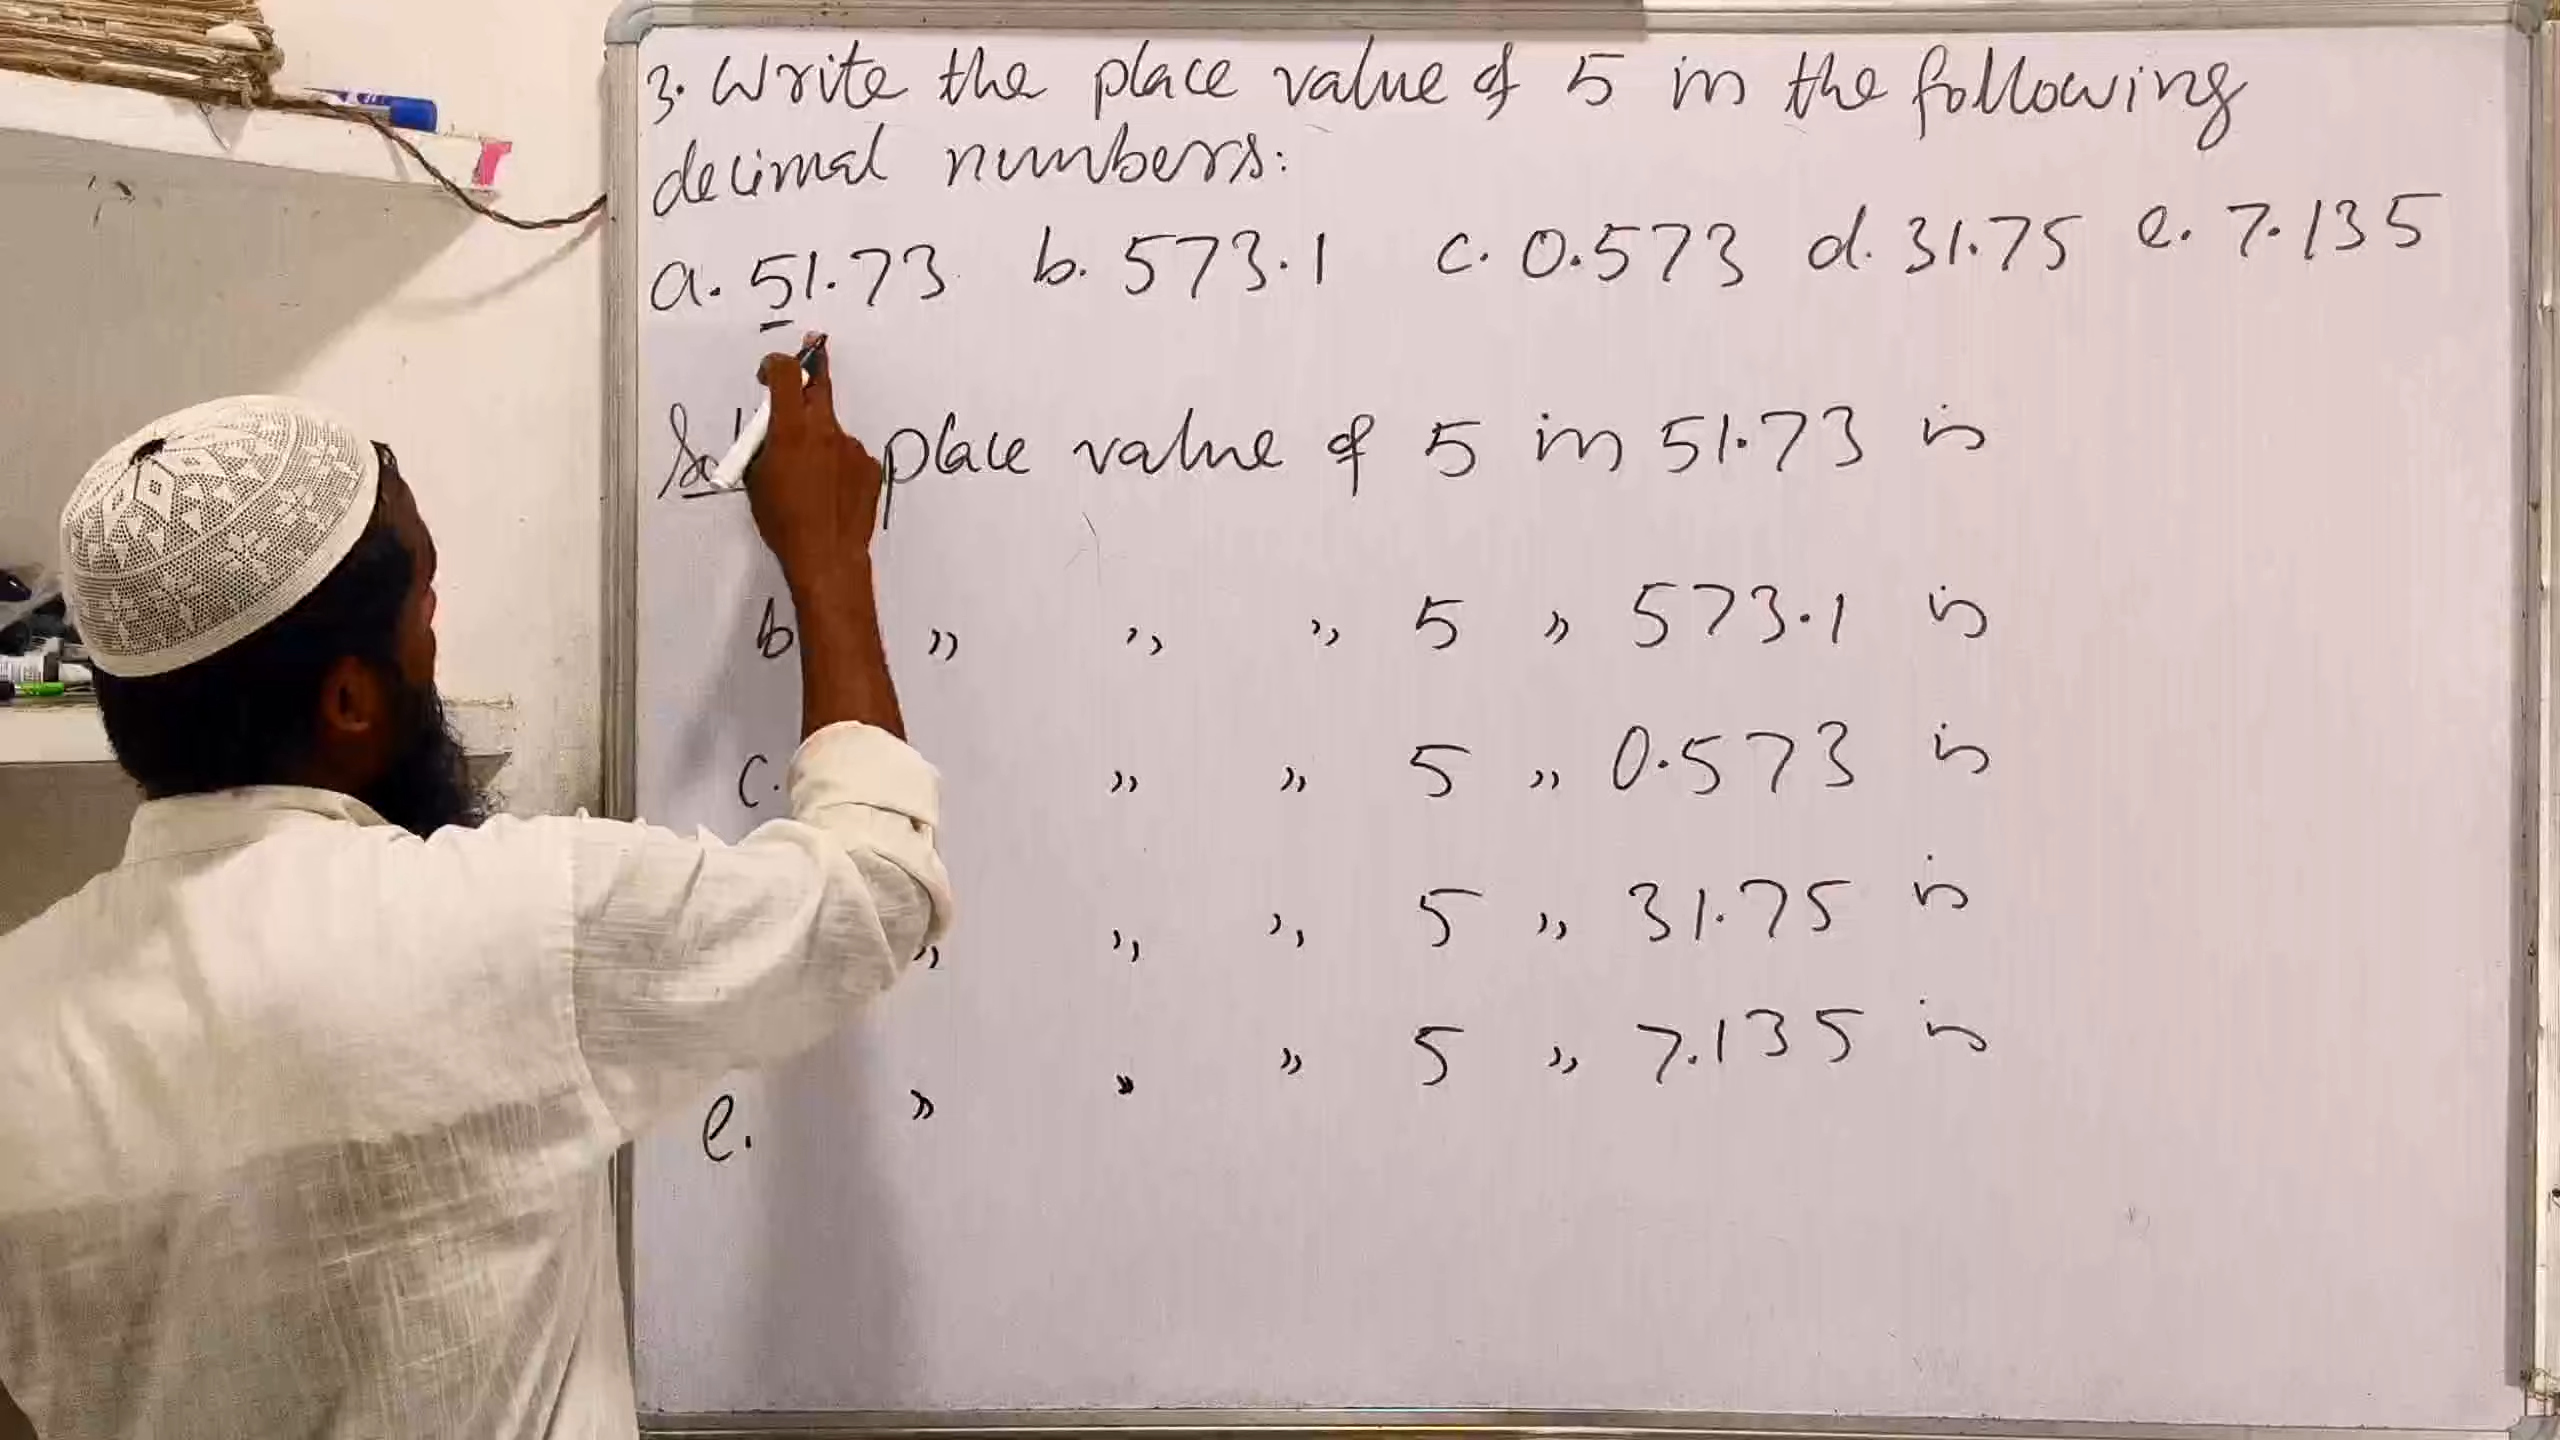 3. Write the place value of 5 in the following
decimal numbers:
a. 51.73 b. 573.1 c. 0.573 d. 31.75 e. 7.135
place value of 5 in 51.73 is
b ,, ,, ,, 5 ,, 573.1 is
c. ,, ,, 5 ,, 0.573 is
,, ,, ,, 5 ,, 31.75 is
e. ,, ,, ,, 5 ,, 7.135 is